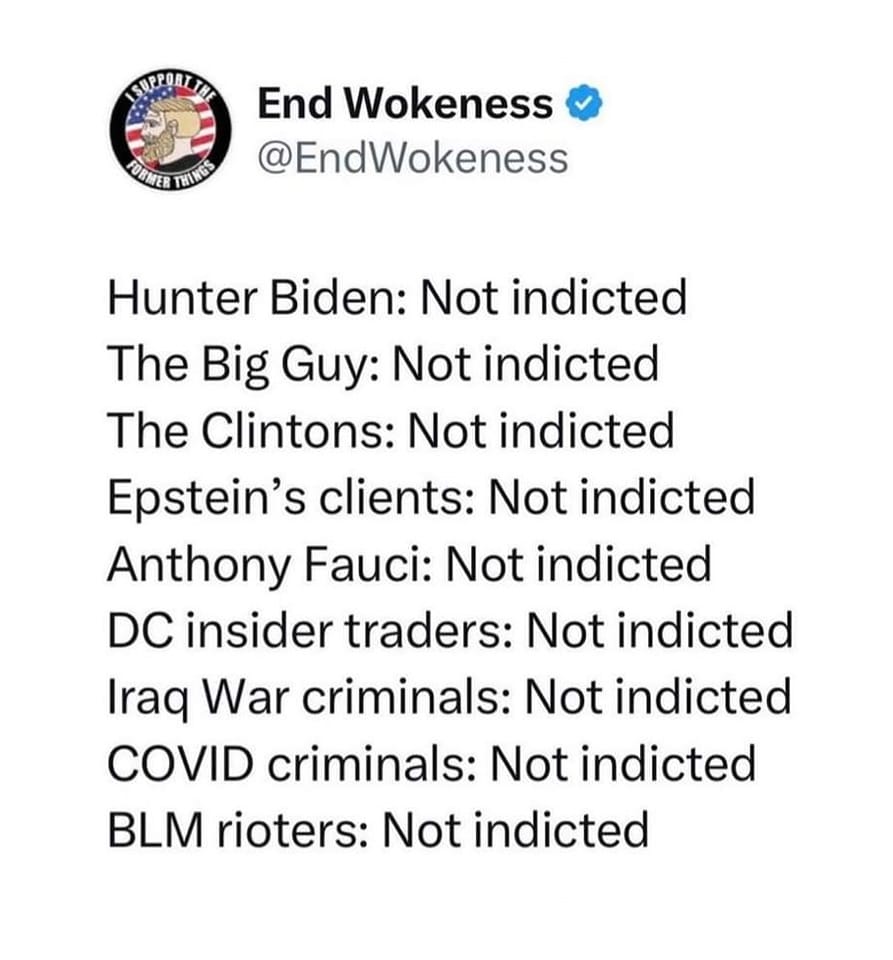 I SUPPORT THE
FORMER THINGS
End Wokeness
@EndWokeness
Hunter Biden: Not indicted
The Big Guy: Not indicted
The Clintons: Not indicted
Epstein’s clients: Not indicted
Anthony Fauci: Not indicted
DC insider traders: Not indicted
Iraq War criminals: Not indicted
COVID criminals: Not indicted
BLM rioters: Not indicted